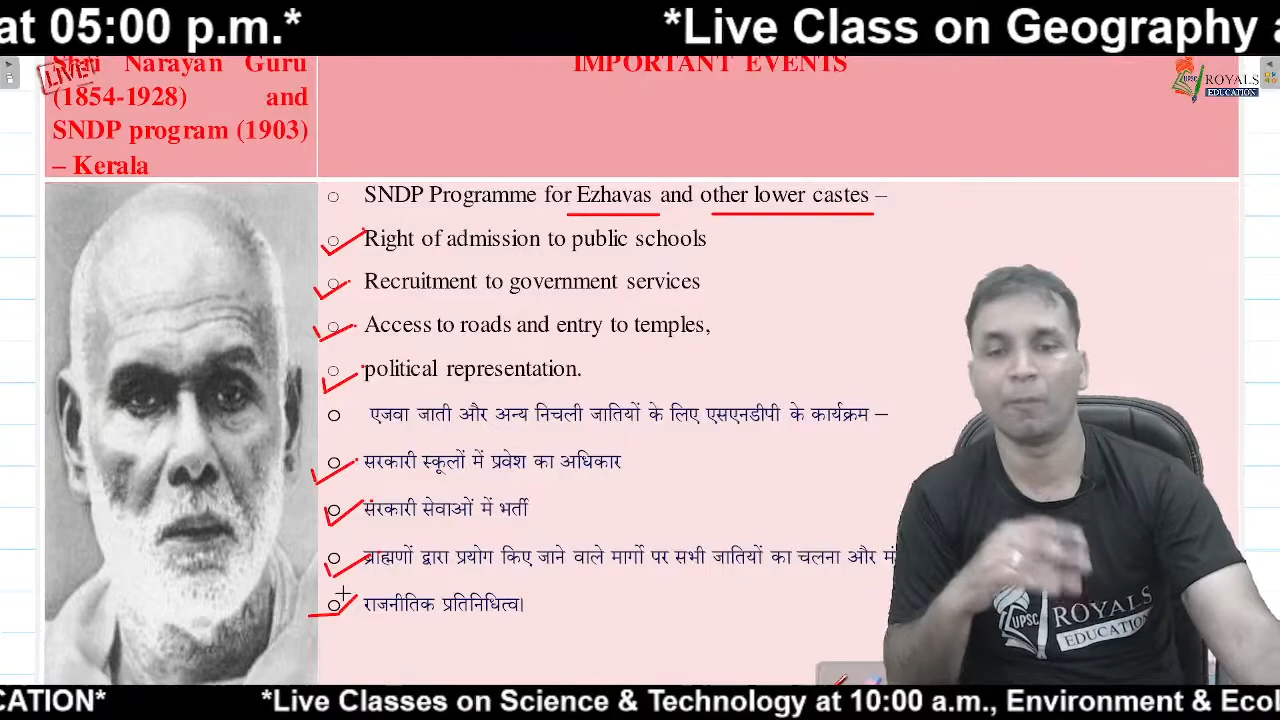 at 05:00 p.m.* *Live Class on Geography a
Shri Narayan Guru
(1854-1928) and
SNDP program (1903)
– Kerala
LIVE
IMPORTANT EVENTS
UPSC ROYALS
EDUCATION
○ SNDP Programme for Ezhavas and other lower castes –
○ Right of admission to public schools
○ Recruitment to government services
○ Access to roads and entry to temples,
○ political representation.
○ एजवा जाती और अन्य निचली जातियों के लिए एसएनडीपी के कार्यक्रम –
○ सरकारी स्कूलों में प्रवेश का अधिकार
○ सरकारी सेवाओं में भर्ती
○ ब्राह्मणों द्वारा प्रयोग किए जाने वाले मार्गो पर सभी जातियों का चलना और
○ राजनीतिक प्रतिनिधित्व।
UPSC ROYALS
EDUCATION
CATION* *Live Classes on Science & Technology at 10:00 a.m., Environment & Ecol